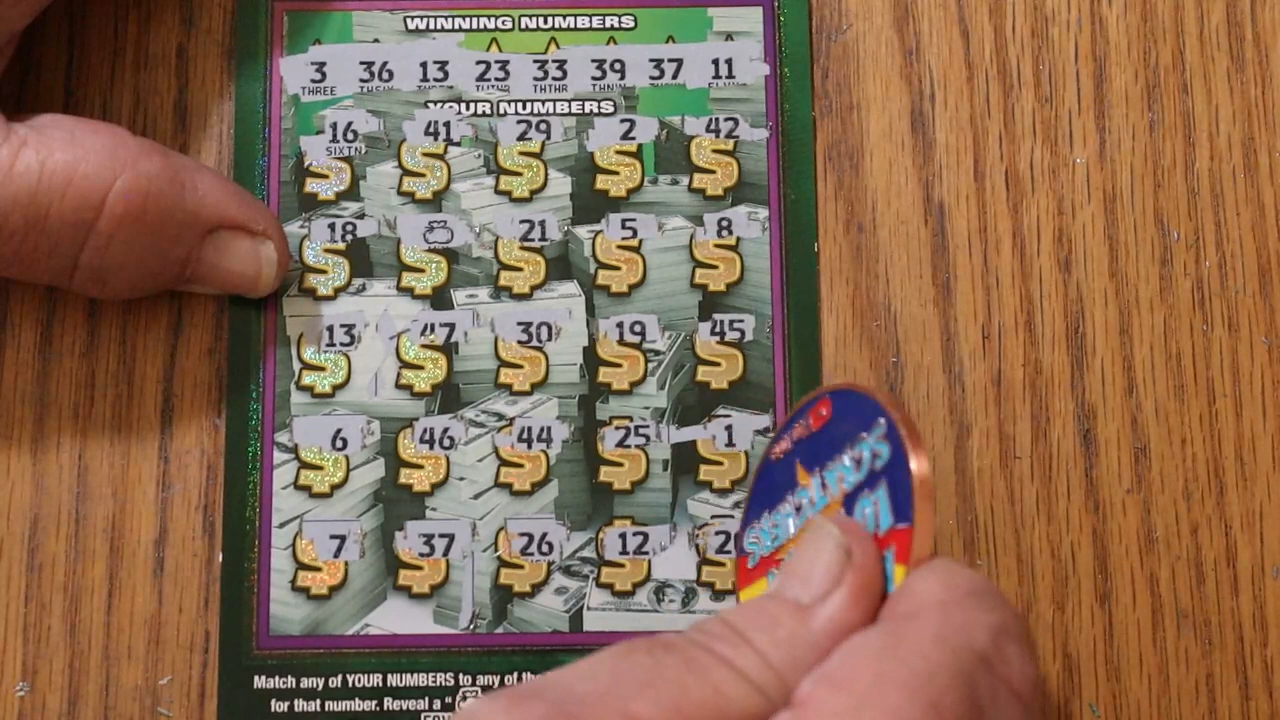 WINNING NUMBERS
3 36 13 23 33 39 37 11
THREE
YOUR NUMBERS
16 41 29 2 42
SIXTN
18 21 5 8
13 47 30 19 45
6 46 44 25 1
7 37 26 12 20
Match any of YOUR NUMBERS to any of the
for that number. Reveal a "